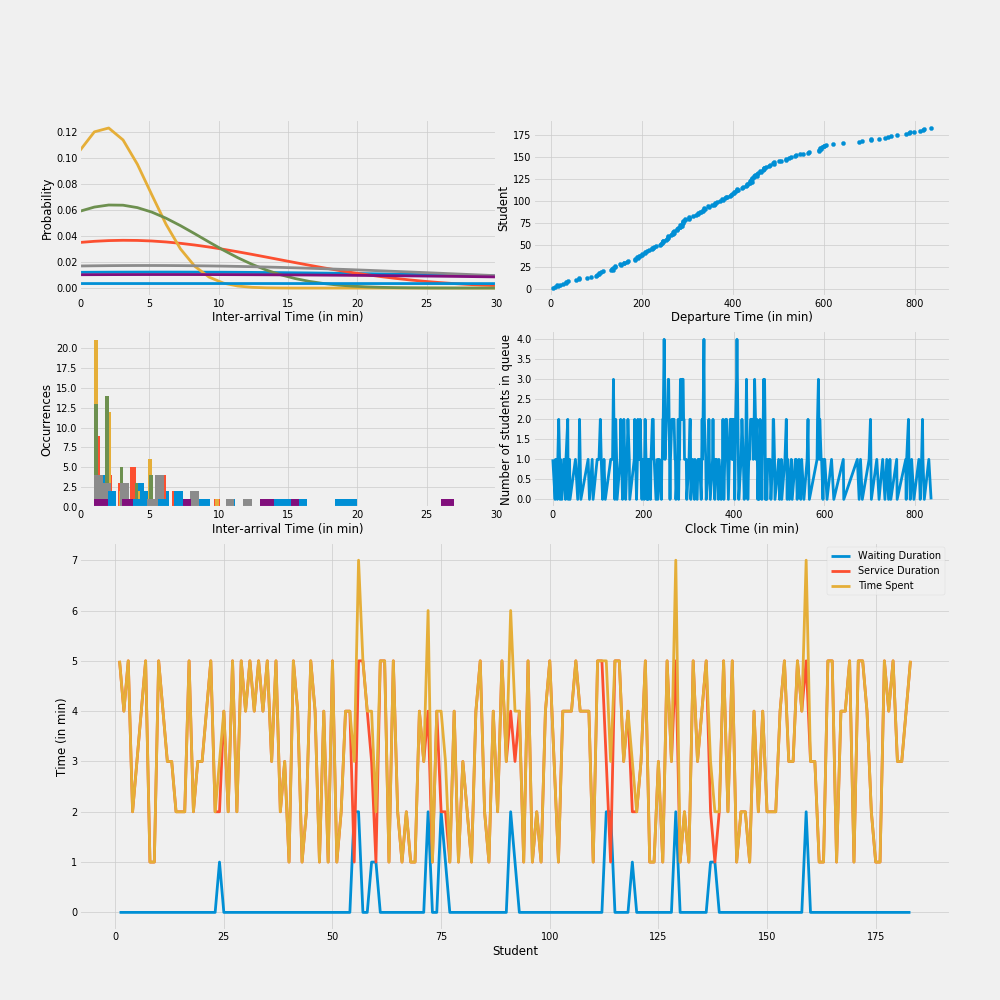 0.12
0.10
0.08
0.06
0.04
0.02
0.00
Probability
0 5 10 15 20 25 30
Inter-arrival Time (in min)
175
150
125
100
75
50
25
0
Student
0 200 400 600 800
Departure Time (in min)
20.0
17.5
15.0
12.5
10.0
7.5
5.0
2.5
0.0
Occurrences
0 5 10 15 20 25 30
Inter-arrival Time (in min)
4.0
3.5
3.0
2.5
2.0
1.5
1.0
0.5
0.0
Number of students in queue
0 200 400 600 800
Clock Time (in min)
7
6
5
4
3
2
1
0
Time (in min)
Waiting Duration
Service Duration
Time Spent
0 25 50 75 100 125 150 175
Student